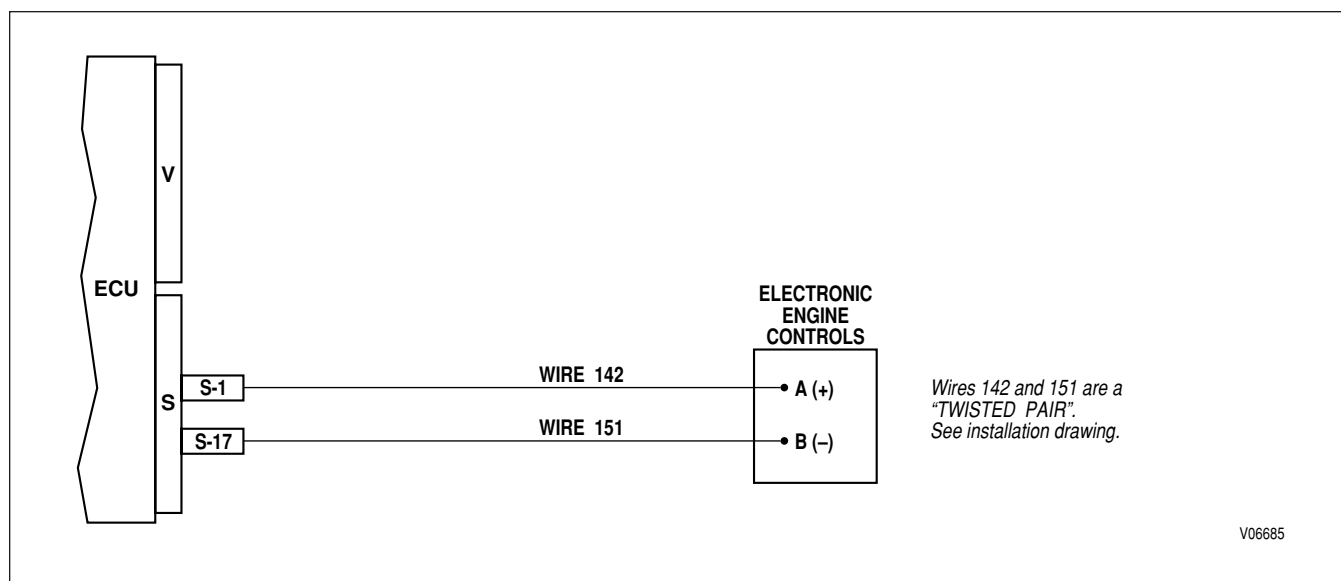 V
ECU
S
S-1
S-17
WIRE 142
WIRE 151
ELECTRONIC
ENGINE
CONTROLS
A (+)
B (–)
Wires 142 and 151 are a
“TWISTED PAIR”.
See installation drawing.
V06685